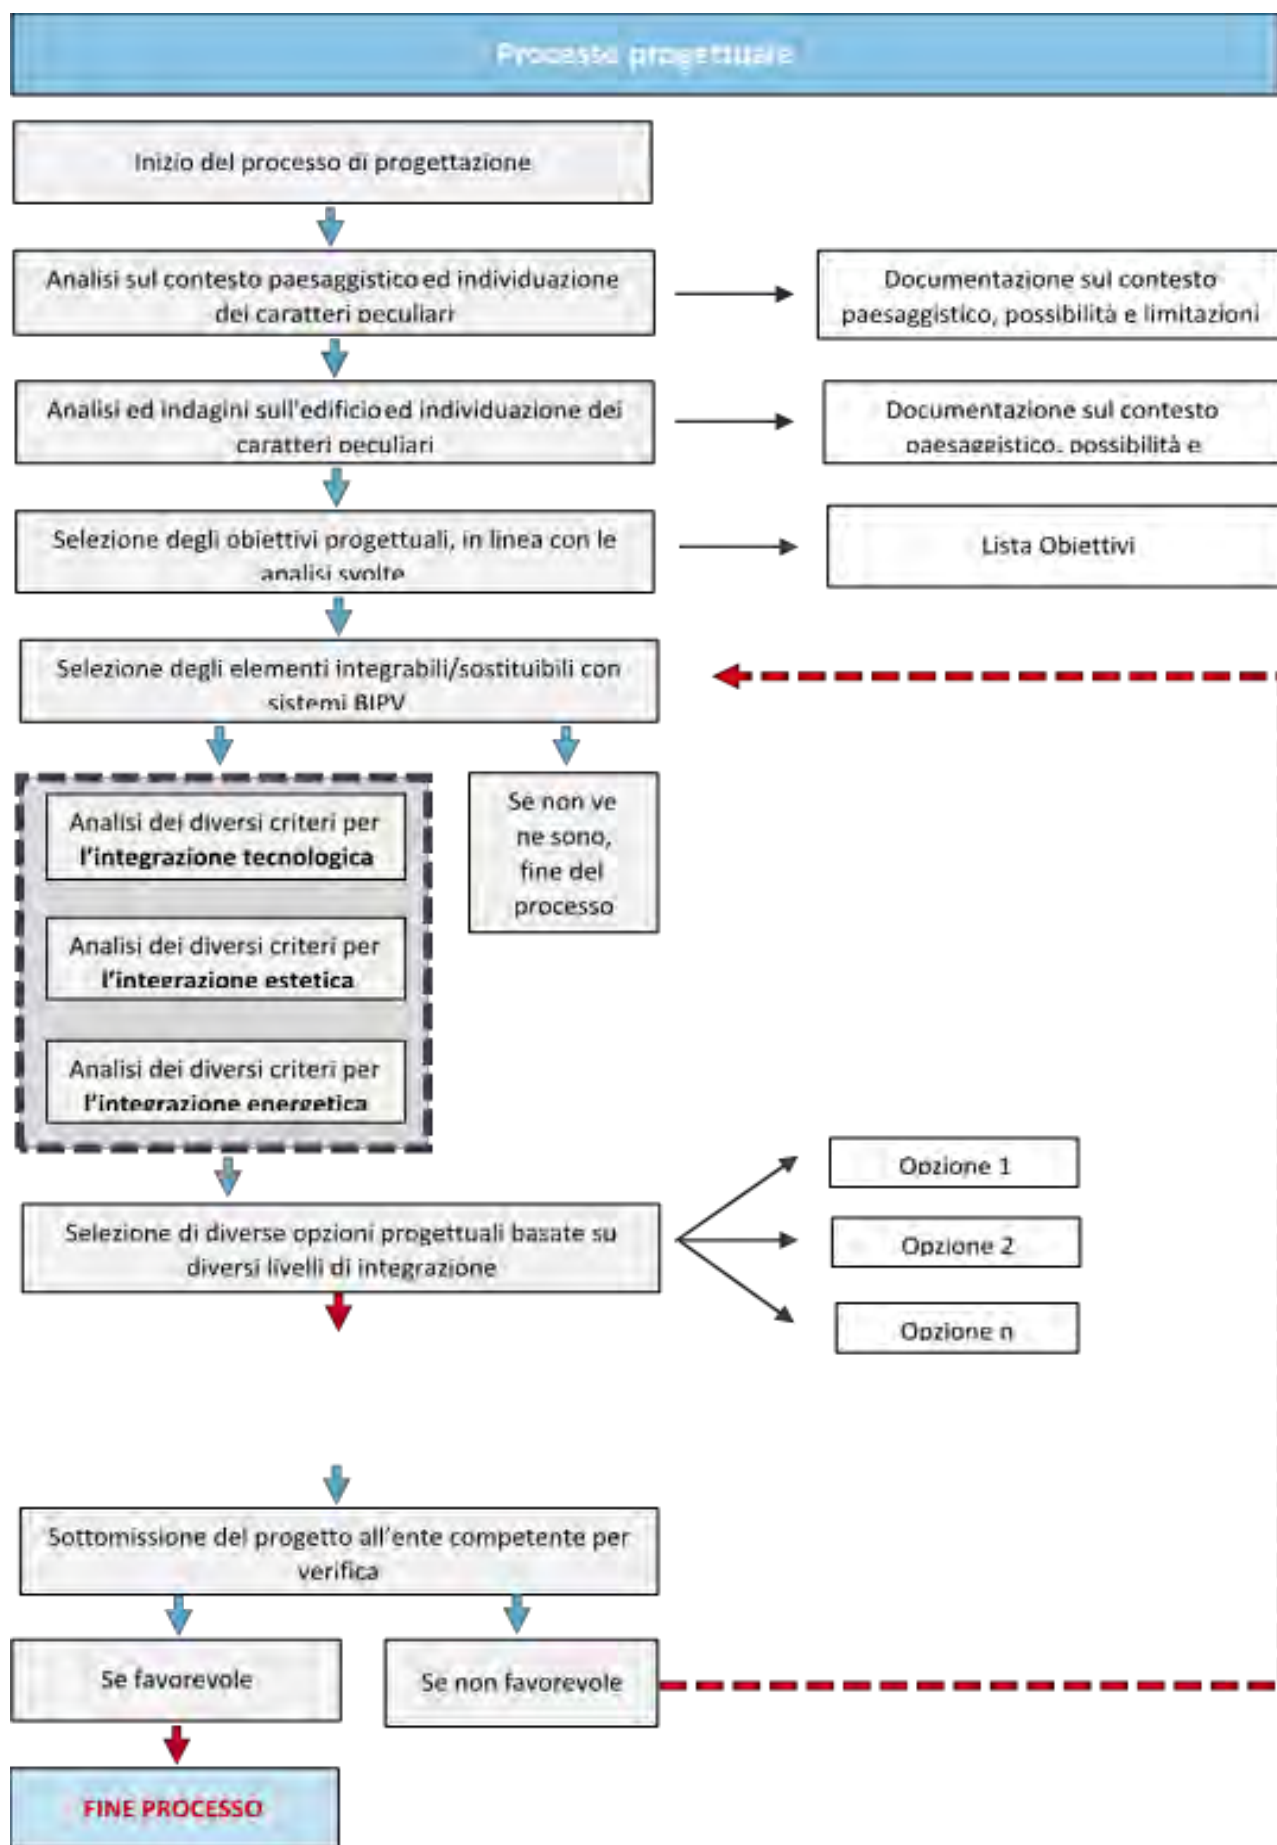 Processo progettuale
Inizio del processo di progettazione
Analisi sul contesto paesaggistico ed individuazione
dei caratteri peculiari
Documentazione sul contesto
paesaggistico, possibilità e limitazioni
Analisi ed indagini sull'edificio ed individuazione dei
caratteri peculiari
Documentazione sul contesto
paesaggistico, possibilità e
Selezione degli obiettivi progettuali, in linea con le
analisi svolte
Lista Obiettivi
Selezione degli elementi integrabili/sostituibili con
sistemi BIPV
Analisi dei diversi criteri per
l'integrazione tecnologica
Se non ve
ne sono,
fine del
processo
Analisi dei diversi criteri per
l'integrazione estetica
Analisi dei diversi criteri per
l'integrazione energetica
Selezione di diverse opzioni progettuali basate su
diversi livelli di integrazione
Opzione 1
Opzione 2
Opzione n
Sottomissione del progetto all'ente competente per
verifica
Se favorevole
Se non favorevole
FINE PROCESSO